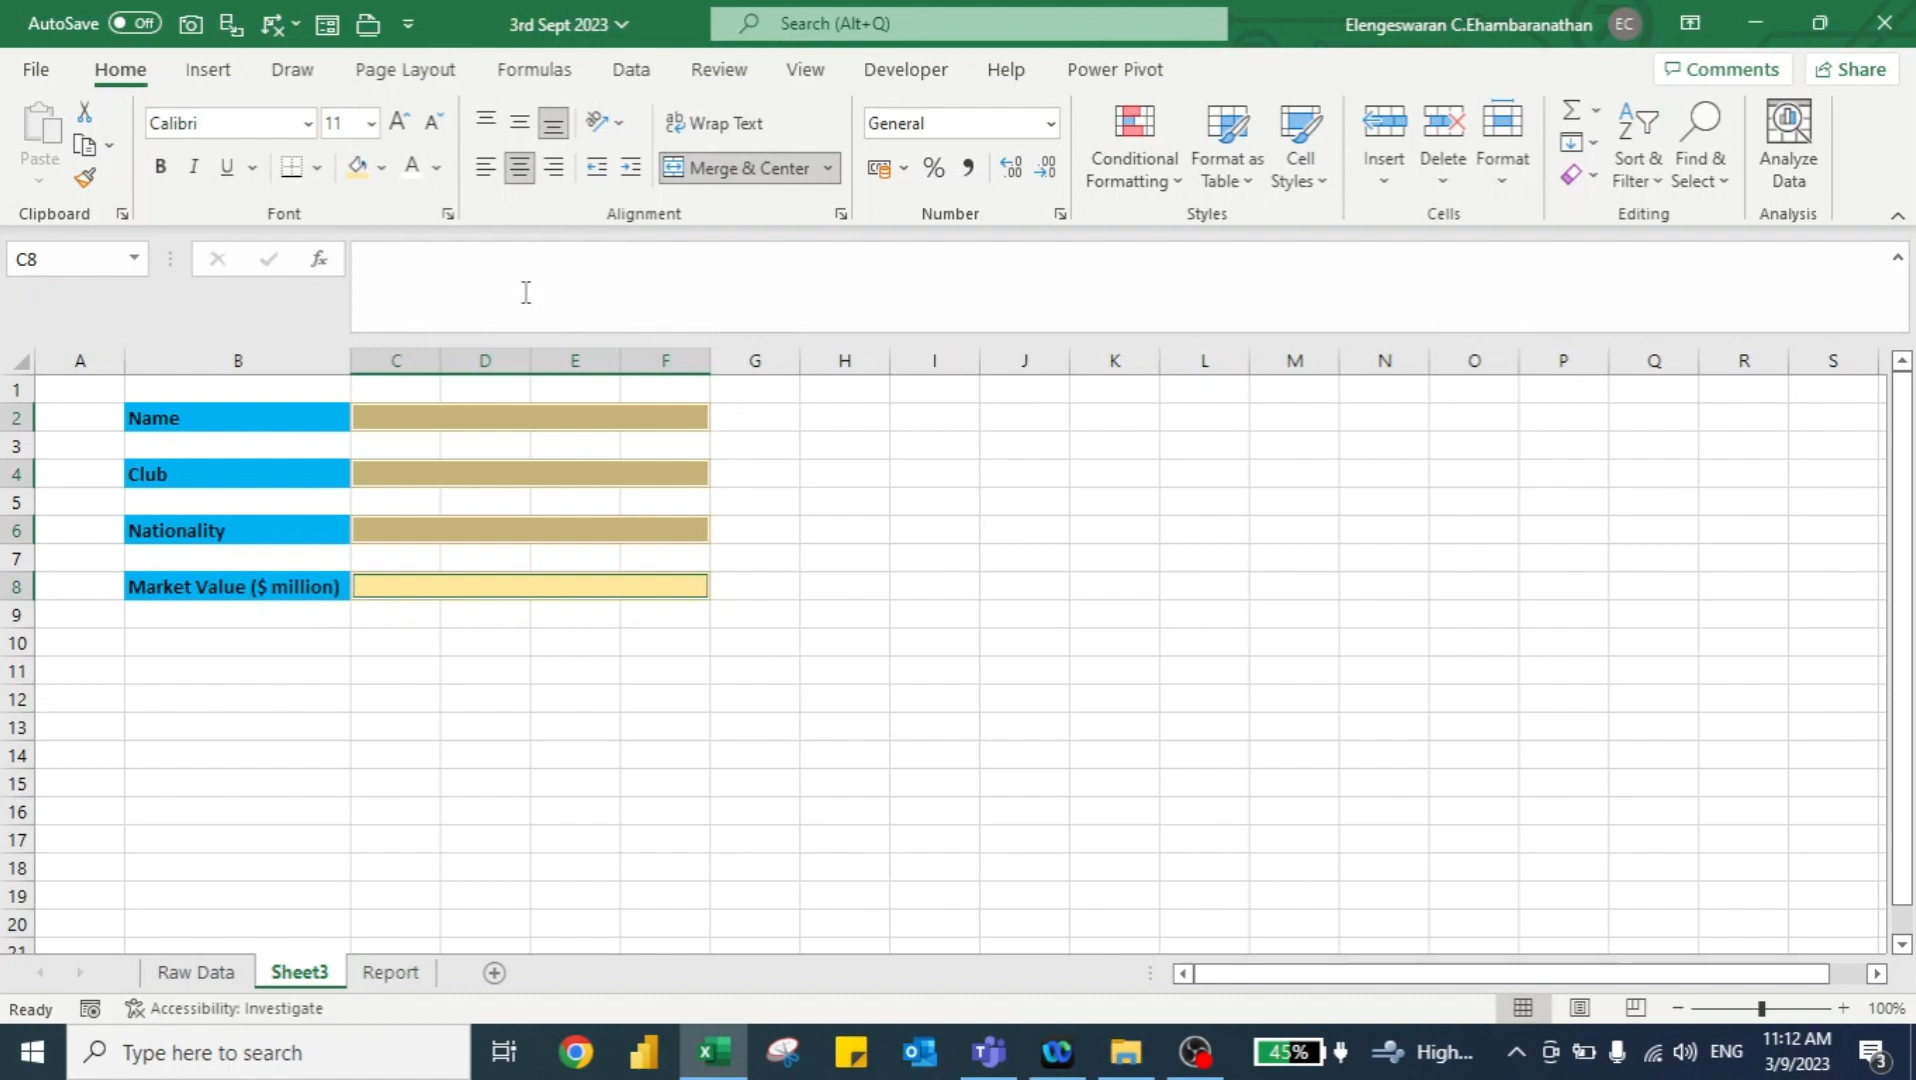 AutoSave Off 3rd Sept 2023 Search (Alt+Q) Elengeswaran C.Ehambaranathan EC
File Home Insert Draw Page Layout Formulas Data Review View Developer Help Power Pivot Comments Share
Paste Calibri 11 A^ A˅ Wrap Text General
B I U A Merge & Center % , .00
Conditional Formatting Format as Table Cell Styles Insert Delete Format Sort & Filter Find & Select Analyze Data
Clipboard Font Alignment Number Styles Cells Editing Analysis
C8 fx
A B C D E F G H I J K L M N O P Q R S
1
2 Name
3
4 Club
5
6 Nationality
7
8 Market Value ($ million)
9
10
11
12
13
14
15
16
17
18
19
20
21
Raw Data Sheet3 Report
Ready Accessibility: Investigate 100%
Type here to search 45% High... ENG 11:12 AM
3/9/2023 3